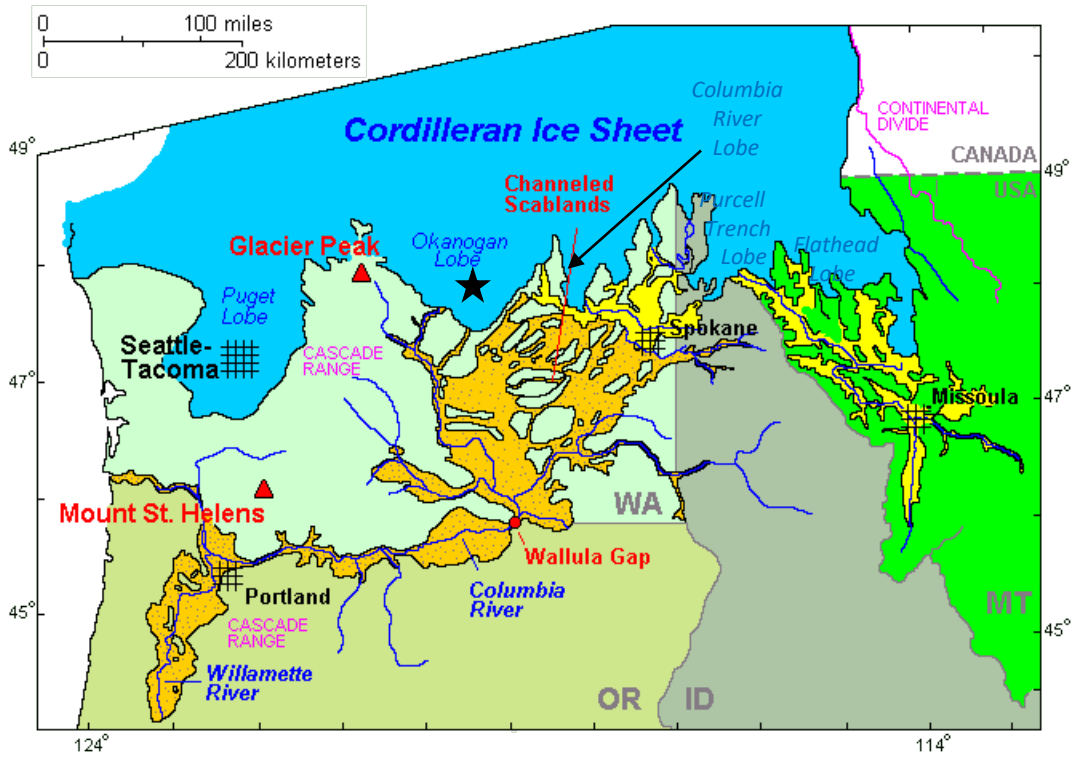 0 100 miles
0 200 kilometers
Columbia
River
Lobe
CONTINENTAL
DIVIDE
Cordilleran Ice Sheet
49°
CANADA
49°
USA
Channeled
Scablands
Purcell
Trench
Lobe
Glacier Peak
Okanogan
Lobe
Flathead
Lobe
Puget
Lobe
Seattle-
Tacoma
Spokane
CASCADE
RANGE
47°
47°
Missoula
WA
Mount St. Helens
Wallula Gap
Columbia
River
Portland
45°
45°
MT
CASCADE
RANGE
Willamette
River
OR
ID
124°
114°